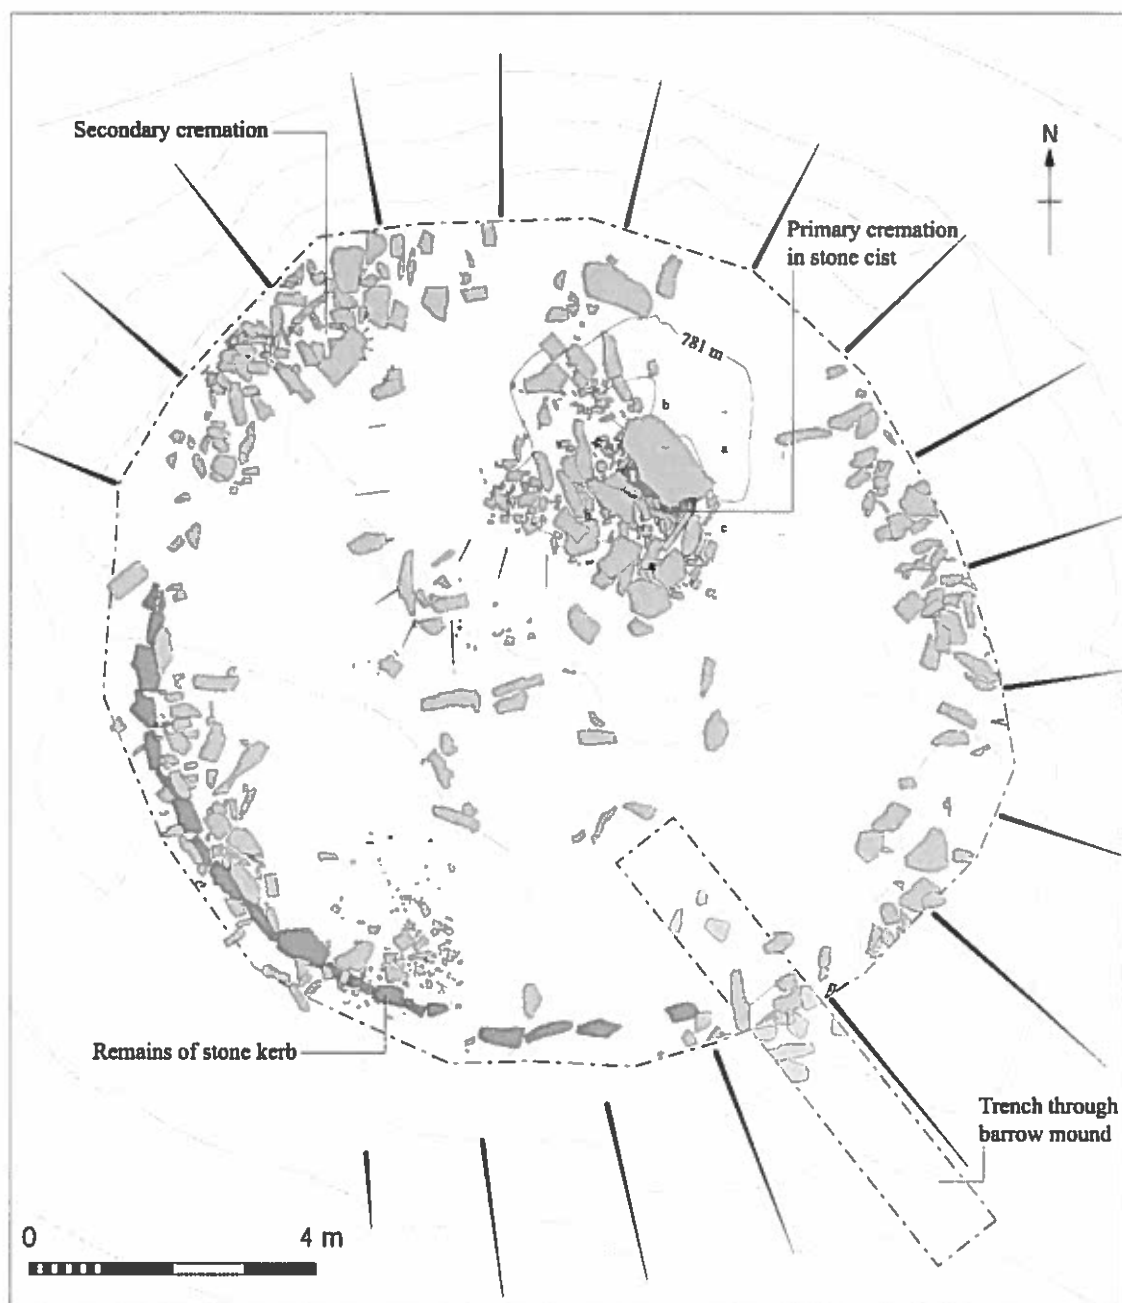 Secondary cremation
N
Primary cremation
in stone cist
781 m
b
a
c
Remains of stone kerb
Trench through
barrow mound
0
4 m